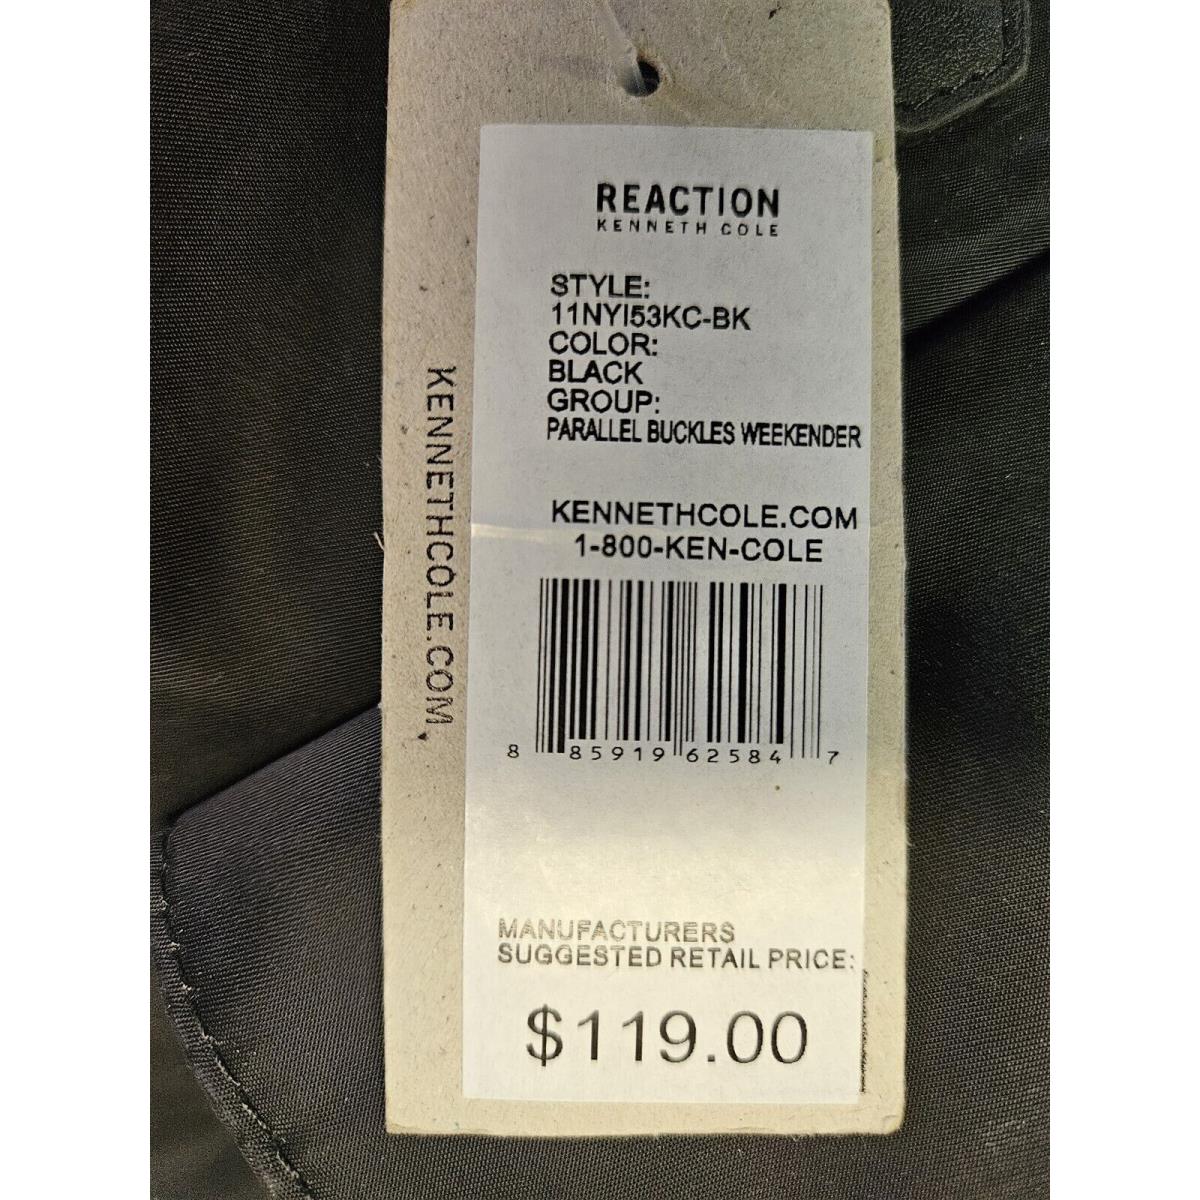 REACTION
KENNETH COLE
STYLE:
11NYI53KC-BK
COLOR:
BLACK
GROUP:
PARALLEL BUCKLES WEEKENDER
KENNETHCOLE.COM
1-800-KEN-COLE
8 85919 62584 7
MANUFACTURERS
SUGGESTED RETAIL PRICE:
$119.00
KENNETHCOLE.COM